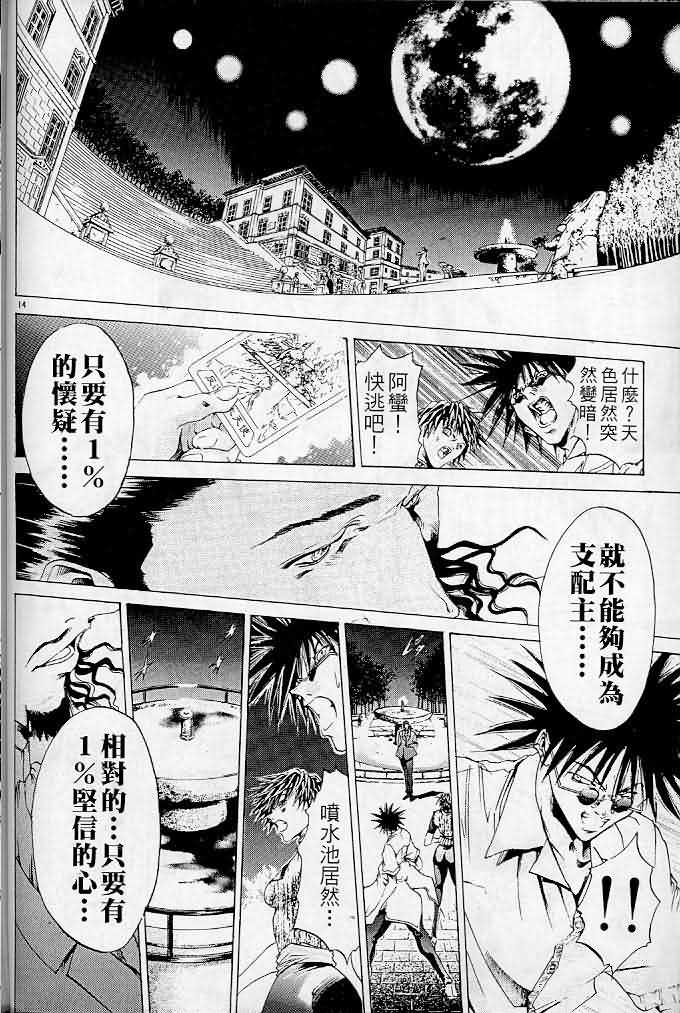 14
什麼？天
色居然突
然變暗！
阿蠻！
快逃吧！
只要有1%
的懷疑……
就不能夠成為
支配主……
!!
噴水池居然…
相對的…只要有
1%堅信的心…